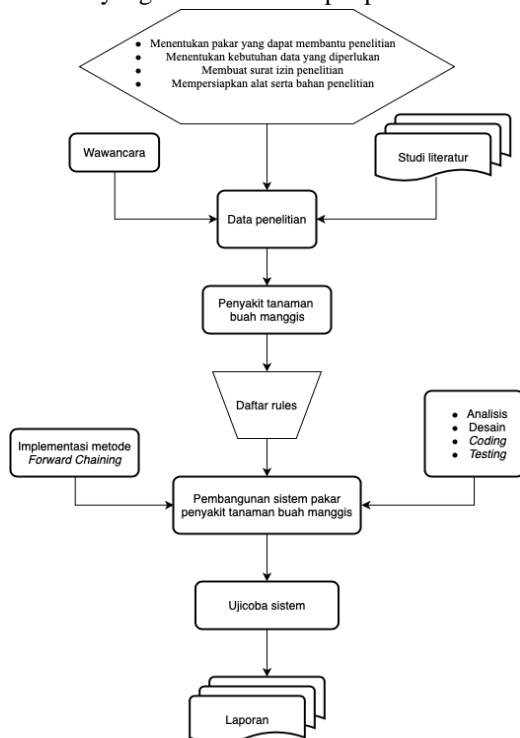 • Menentukan pakar yang dapat membantu penelitian
• Menentukan kebutuhan data yang diperlukan
• Membuat surat izin penelitian
• Mempersiapkan alat serta bahan penelitian
Wawancara
Studi literatur
Data penelitian
Penyakit tanaman
buah manggis
Daftar rules
Implementasi metode
Forward Chaining
• Analisis
• Desain
• Coding
• Testing
Pembangunan sistem pakar
penyakit tanaman buah manggis
Ujicoba sistem
Laporan